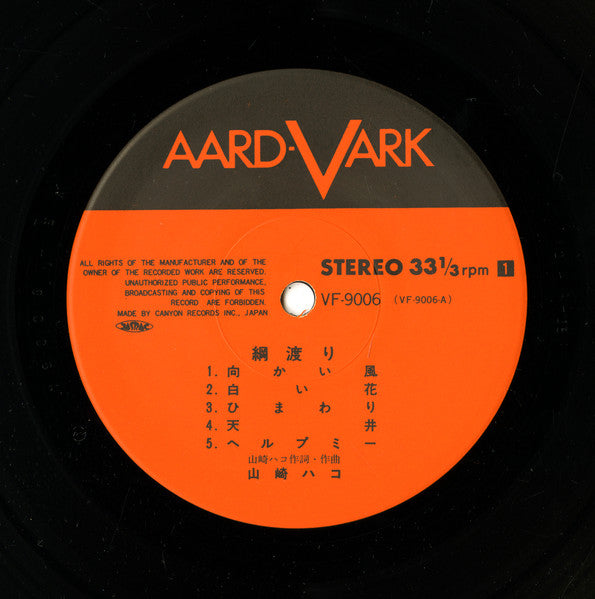 AARD-VARK
ALL RIGHTS OF THE MANUFACTURER AND OF THE
OWNER OF THE RECORDED WORK ARE RESERVED.
UNAUTHORIZED PUBLIC PERFORMANCE,
BROADCASTING AND COPYING OF THIS
RECORD ARE FORBIDDEN.
MADE BY CANYON RECORDS INC., JAPAN
STEREO 33 1/3 rpm 1
VF-9006 (VF-9006-A)
綱渡り
1. 向かい風
2. 白い花
3. ひまわり
4. 天井
5. ヘルプミー
山崎ハコ作詞・作曲
山崎ハコ